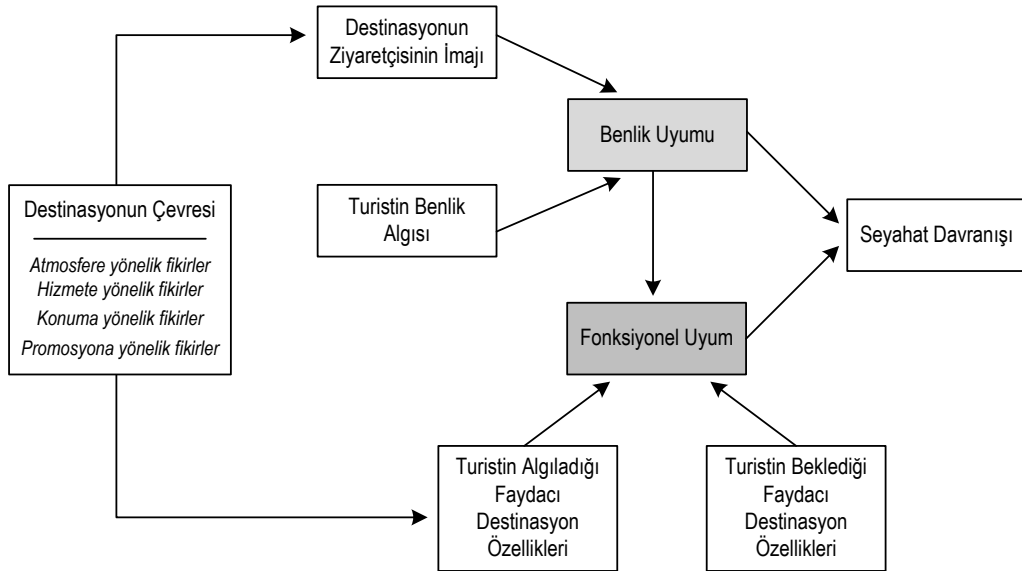 Destinasyonun
Ziyaretçisinin İmajı
Benlik Uyumu
Destinasyonun Çevresi
Atmosfere yönelik fikirler
Hizmete yönelik fikirler
Konuma yönelik fikirler
Promosyona yönelik fikirler
Turistin Benlik
Algısı
Seyahat Davranışı
Fonksiyonel Uyum
Turistin Algıladığı
Faydacı
Destinasyon
Özellikleri
Turistin Beklediği
Faydacı
Destinasyon
Özellikleri